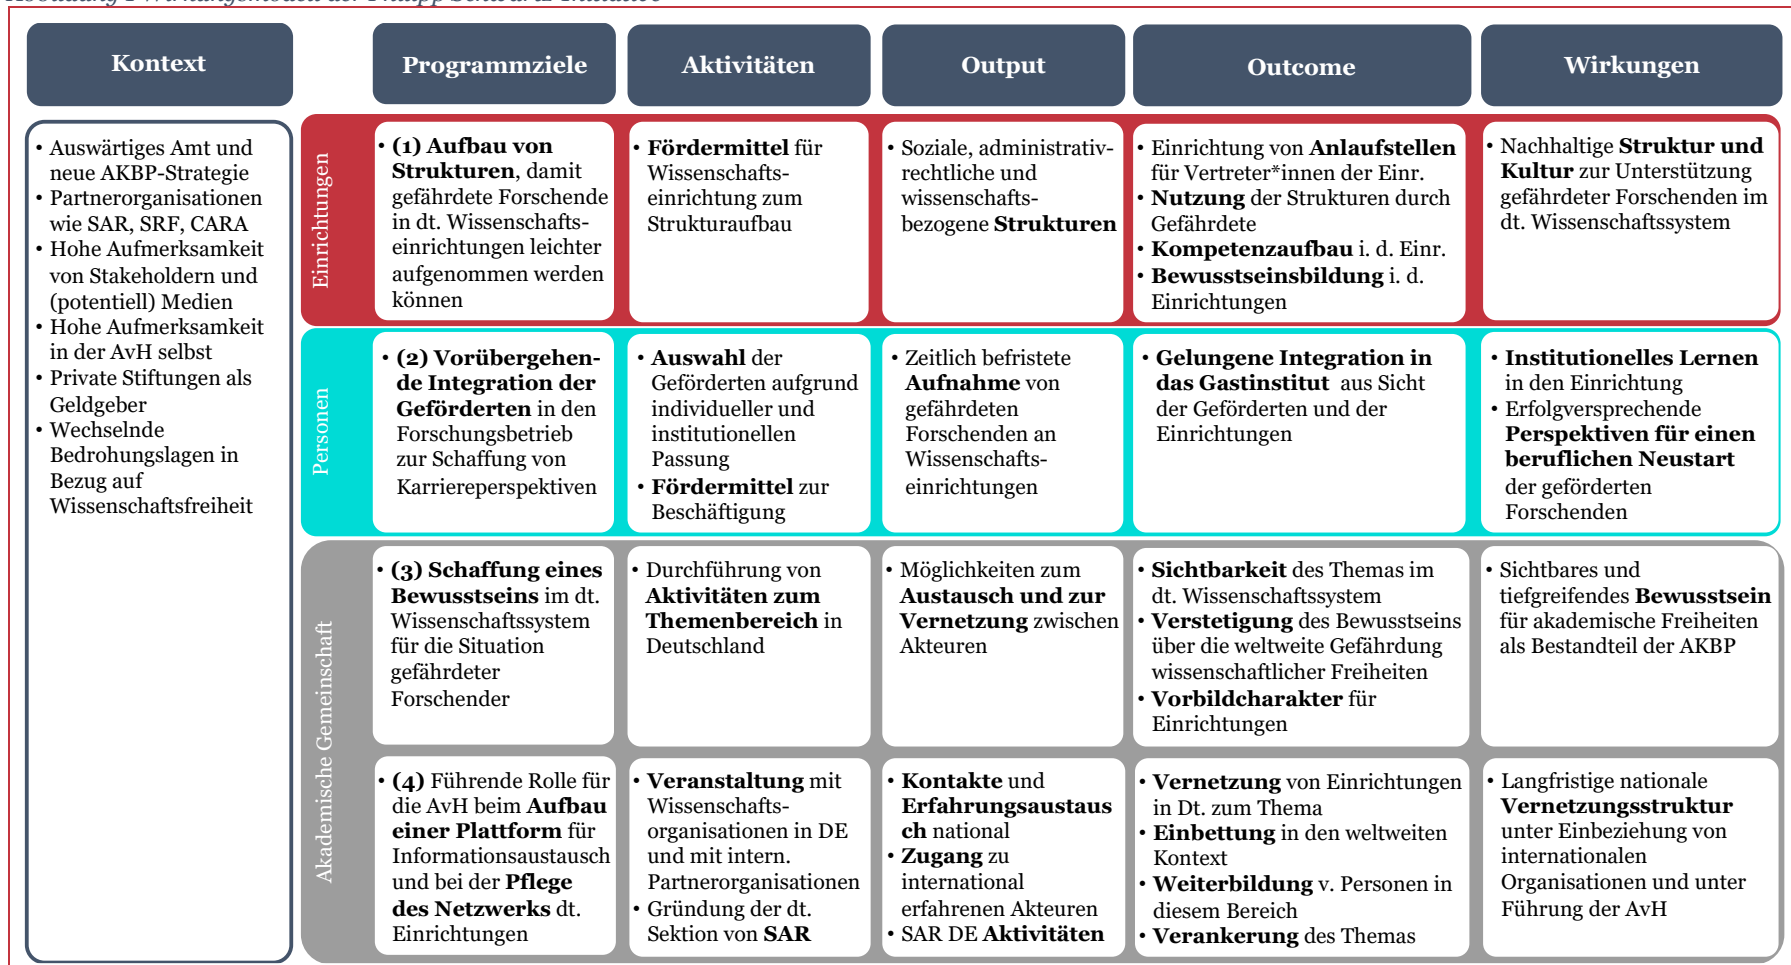 Abbildung 1 Wirkungsmodell der Philipp Schwartz-Initiative
Kontext
Programmziele
Aktivitäten
Output
Outcome
Wirkungen
• Auswärtiges Amt und
neue AKBP-Strategie
• Partnerorganisationen
wie SAR, SRF, CARA
• Hohe Aufmerksamkeit
von Stakeholdern und
(potentiell) Medien
• Hohe Aufmerksamkeit
in der AvH selbst
• Private Stiftungen als
Geldgeber
• Wechselnde
Bedrohungslagen in
Bezug auf
Wissenschaftsfreiheit
Einrichtungen
• (1) Aufbau von
Strukturen, damit
gefährdete Forschende
in dt. Wissenschafts-
einrichtungen leichter
aufgenommen werden
können
• Fördermittel für
Wissenschafts-
einrichtung zum
Strukturaufbau
• Soziale, administrativ-
rechtliche und
wissenschafts-
bezogene Strukturen
• Einrichtung von Anlaufstellen
für Vertreter*innen der Einr.
• Nutzung der Strukturen durch
Gefährdete
• Kompetenzaufbau i. d. Einr.
• Bewusstseinsbildung i. d.
Einrichtungen
• Nachhaltige Struktur und
Kultur zur Unterstützung
gefährdeter Forschenden im
dt. Wissenschaftssystem
Personen
• (2) Vorübergehen-
de Integration der
Geförderten in den
Forschungsbetrieb
zur Schaffung von
Karriereperspektiven
• Auswahl der
Geförderten aufgrund
individueller und
institutionellen
Passung
• Fördermittel zur
Beschäftigung
• Zeitlich befristete
Aufnahme von
gefährdeten
Forschenden an
Wissenschafts-
einrichtungen
• Gelungene Integration in
das Gastinstitut aus Sicht
der Geförderten und der
Einrichtungen
• Institutionelles Lernen
in den Einrichtung
• Erfolgversprechende
Perspektiven für einen
beruflichen Neustart
der geförderten
Forschenden
Akademische Gemeinschaft
• (3) Schaffung eines
Bewusstseins im dt.
Wissenschaftssystem
für die Situation
gefährdeter
Forschender
• Durchführung von
Aktivitäten zum
Themenbereich in
Deutschland
• Möglichkeiten zum
Austausch und zur
Vernetzung zwischen
Akteuren
• Sichtbarkeit des Themas im
dt. Wissenschaftssystem
• Verstetigung des Bewusstseins
über die weltweite Gefährdung
wissenschaftlicher Freiheiten
• Vorbildcharakter für
Einrichtungen
• Sichtbares und
tiefgreifendes Bewusstsein
für akademische Freiheiten
als Bestandteil der AKBP
• (4) Führende Rolle für
die AvH beim Aufbau
einer Plattform für
Informationsaustausch
und bei der Pflege
des Netzwerks dt.
Einrichtungen
• Veranstaltung mit
Wissenschafts-
organisationen in DE
und mit intern.
Partnerorganisationen
• Gründung der dt.
Sektion von SAR
• Kontakte und
Erfahrungsaustaus
ch national
• Zugang zu
international
erfahrenen Akteuren
• SAR DE Aktivitäten
• Vernetzung von Einrichtungen
in Dt. zum Thema
• Einbettung in den weltweiten
Kontext
• Weiterbildung v. Personen in
diesem Bereich
• Verankerung des Themas
• Langfristige nationale
Vernetzungsstruktur
unter Einbeziehung von
internationalen
Organisationen und unter
Führung der AvH